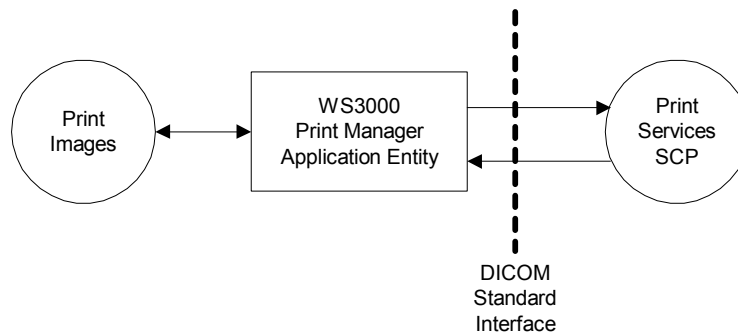 Print
Images
WS3000
Print Manager
Application Entity
Print
Services
SCP
DICOM
Standard
Interface